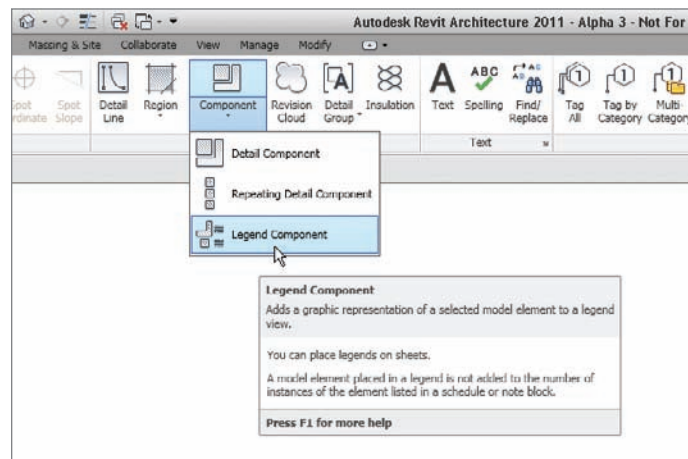 Autodesk Revit Architecture 2011 - Alpha 3 - Not For
Massing & Site Collaborate View Manage Modify
Spot Spot Detail Region Component Revision Detail Insulation Text Spelling Find/ Tag Tag by Multi
Slope Line Cloud Group Replace All Category Category
Text
Detail Component
Repeating Detail Component
Legend Component
Legend Component
Adds a graphic representation of a selected model element to a legend
view.
You can place legends on sheets.
A model element placed in a legend is not added to the number of
instances of the element listed in a schedule or note block.
Press F1 for more help